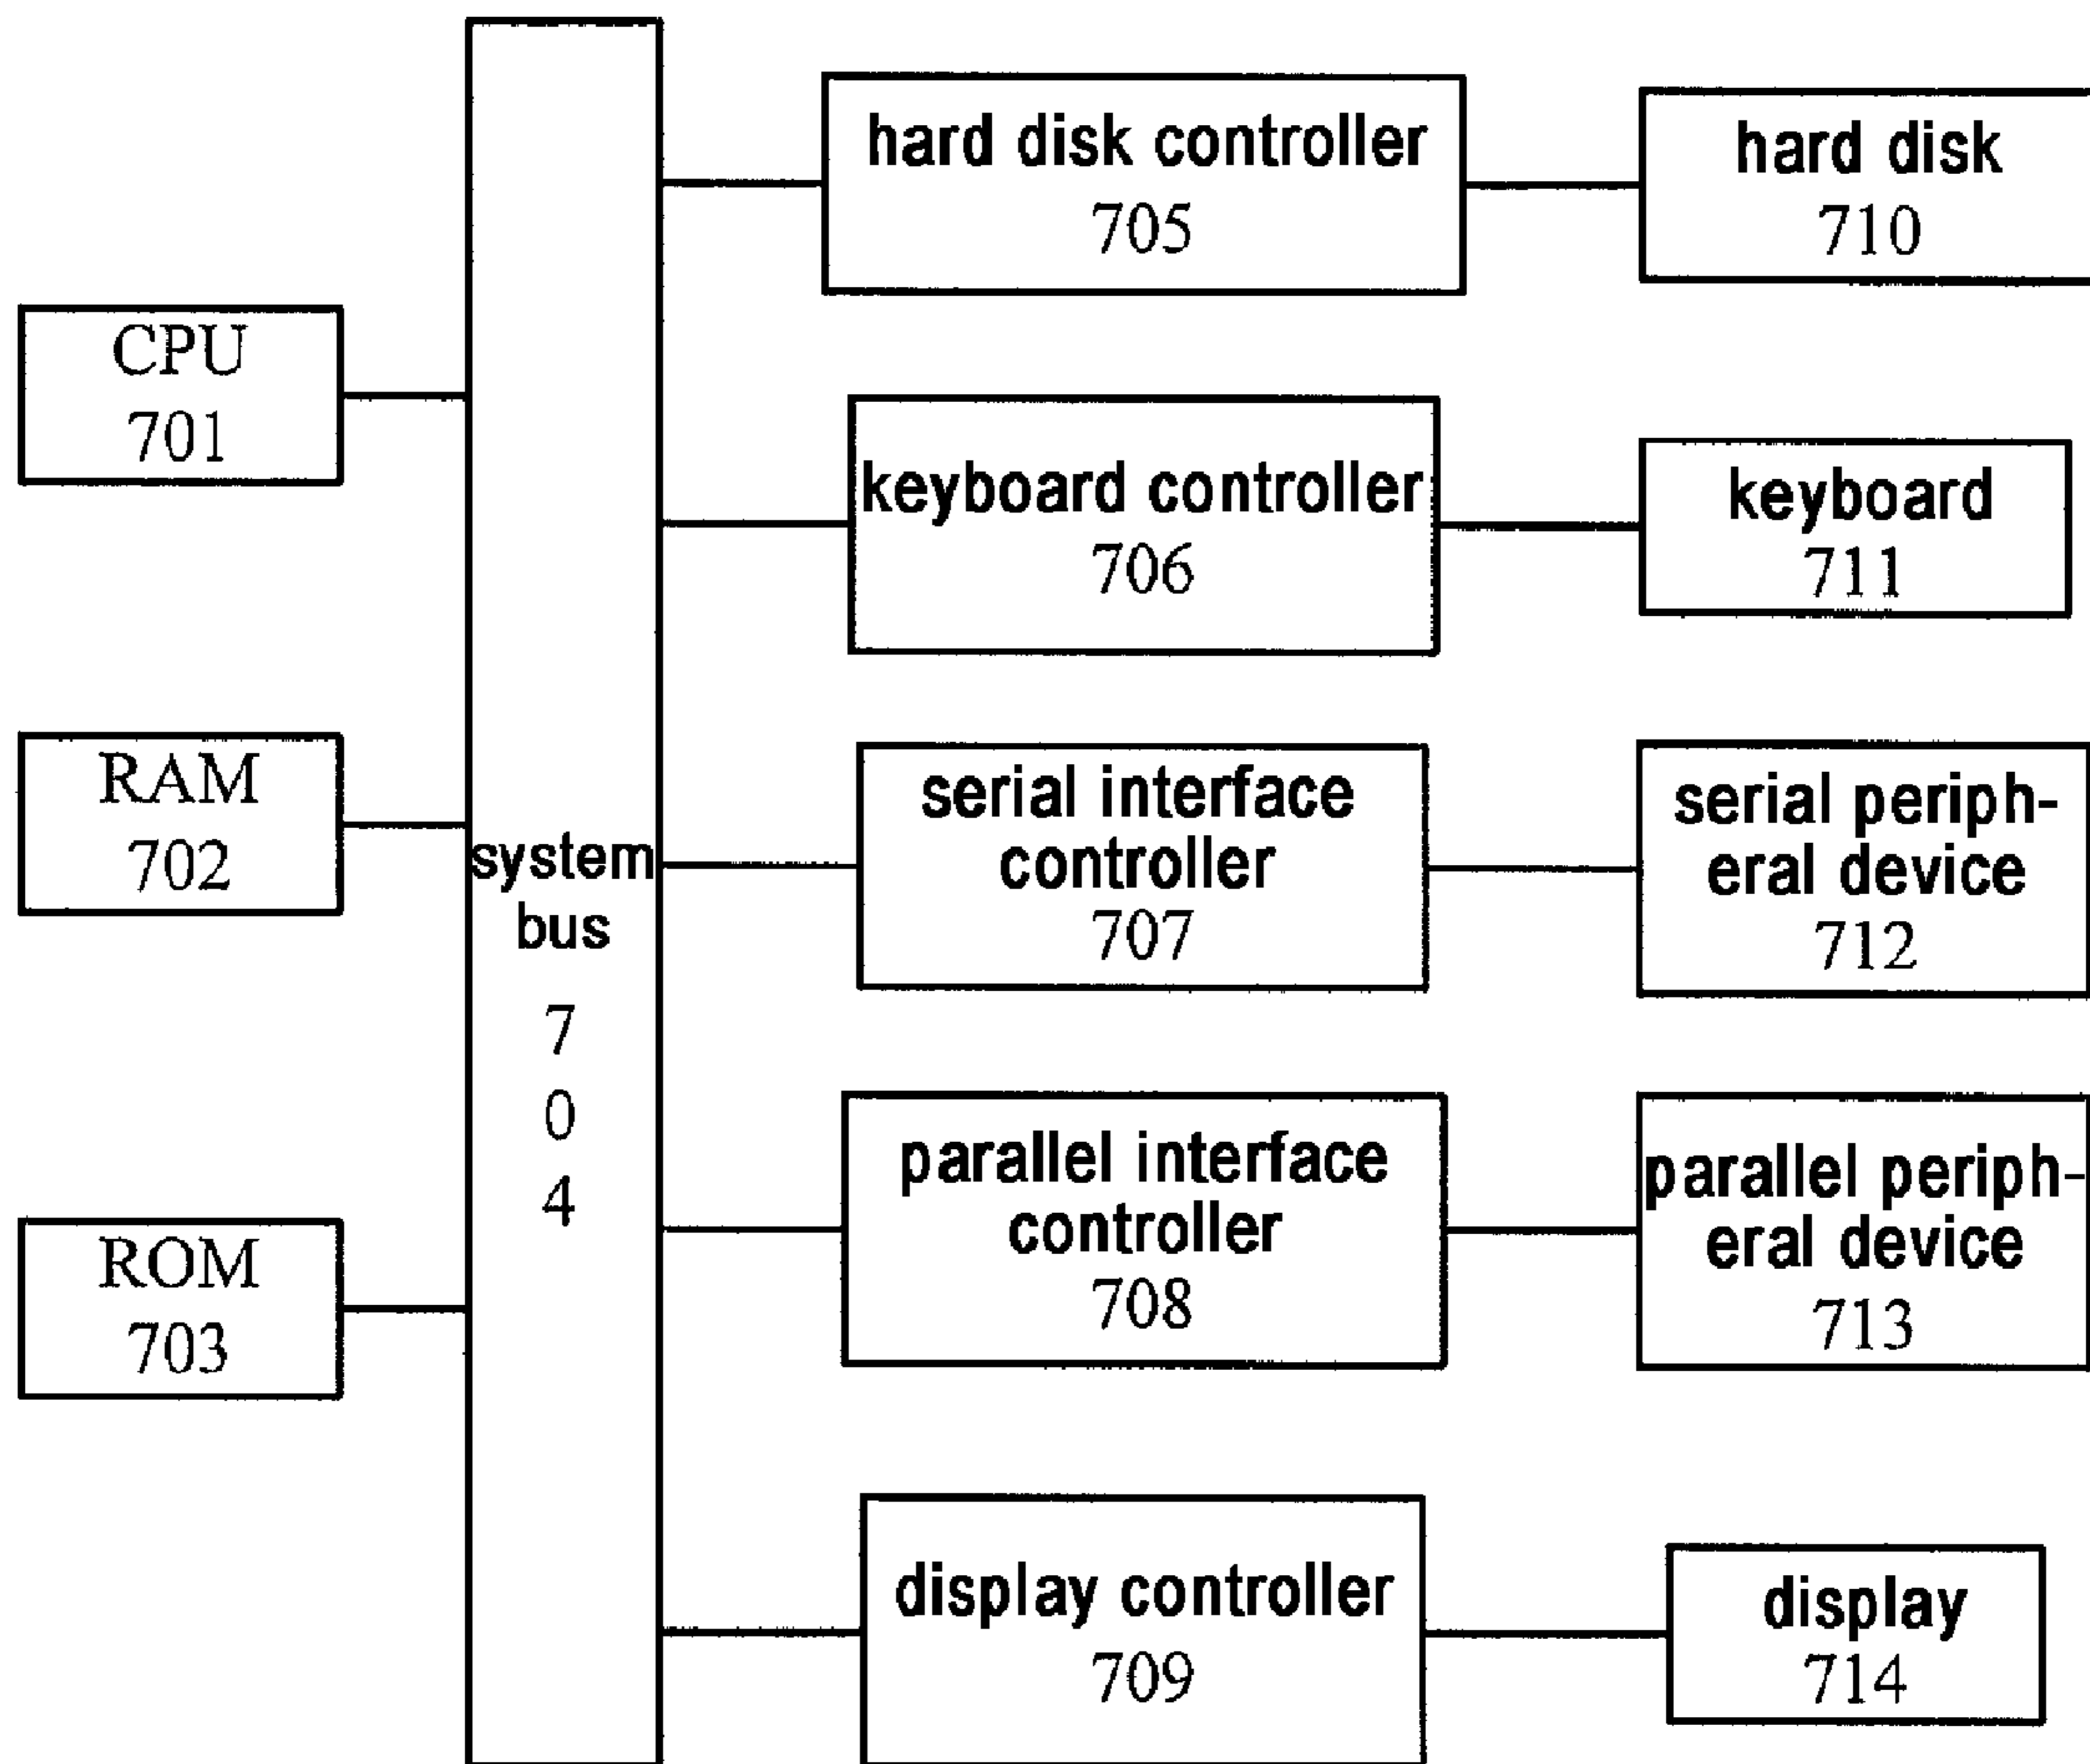 CPU
701
RAM
702
ROM
703
system
bus
7
0
4
hard disk controller
705
hard disk
710
keyboard controller
706
keyboard
711
serial interface
controller
707
serial periph-
eral device
712
parallel interface
controller
708
parallel periph-
eral device
713
display controller
709
display
714